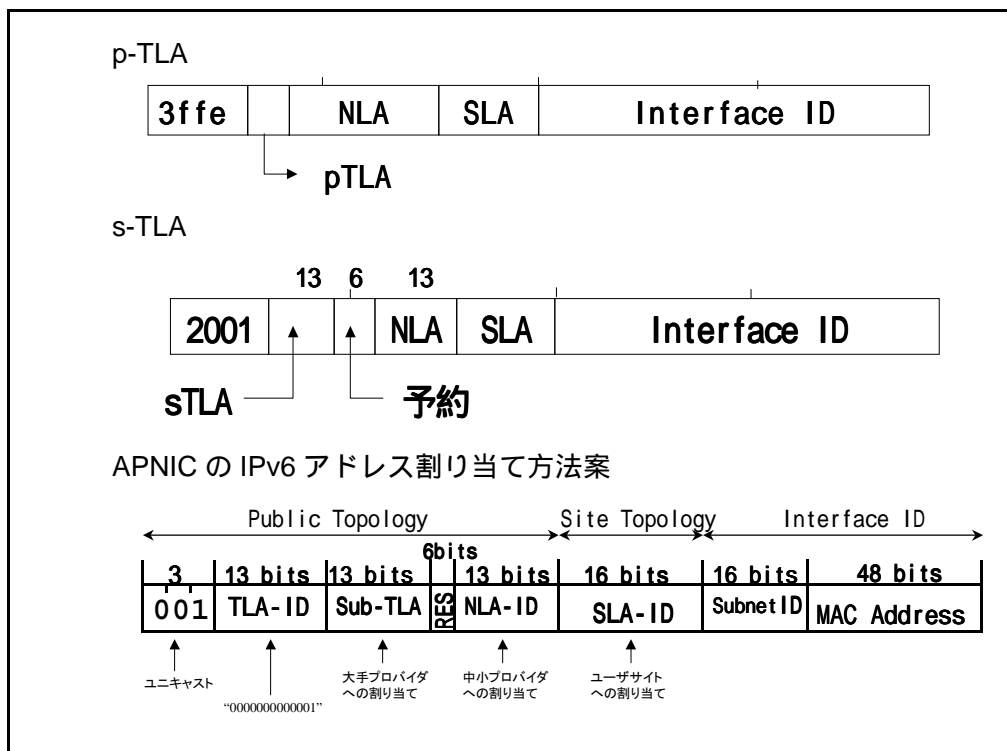 p-TLA
3ffe NLA SLA Interface ID
pTLA
s-TLA
13 6 13
2001 NLA SLA Interface ID
sTLA 予約
APNIC の IPv6 アドレス割り当て方法案
Public Topology Site Topology Interface ID
6bits
3 13 bits 13 bits 13 bits 16 bits 16 bits 48 bits
001 TLA-ID Sub-TLA RES NLA-ID SLA-ID Subnet ID MAC Address
ユニキャスト
大手プロバイダ 中小プロバイダ ユーザサイト
への割り当て への割り当て への割り当て
“0000000000001”